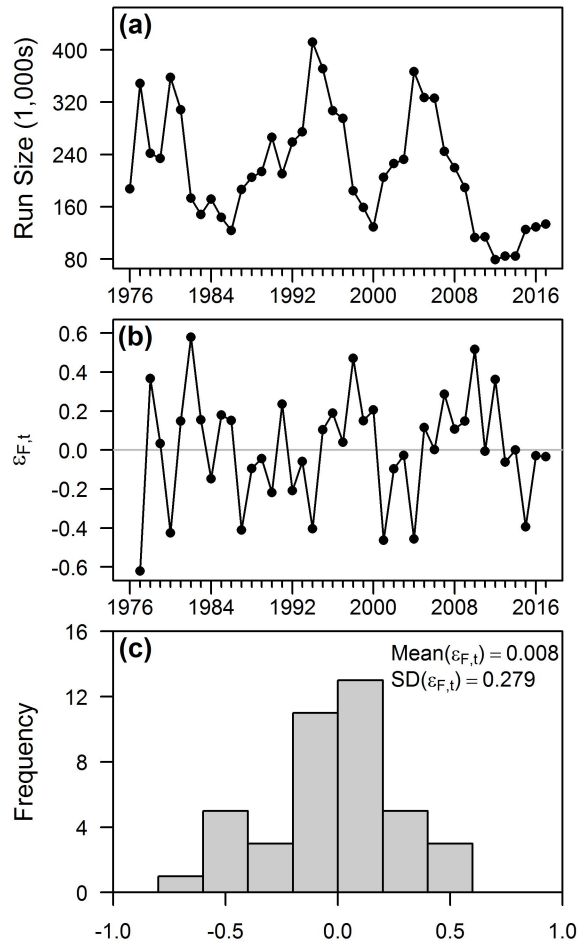 (a)
Run Size (1,000s)
400
320
240
160
80
1976 1984 1992 2000 2008 2016
(b)
εF,t
0.6
0.4
0.2
0.0
-0.2
-0.4
-0.6
1976 1984 1992 2000 2008 2016
(c)
Mean(εF,t) = 0.008
SD(εF,t) = 0.279
Frequency
16
12
8
4
0
-1.0 -0.5 0.0 0.5 1.0